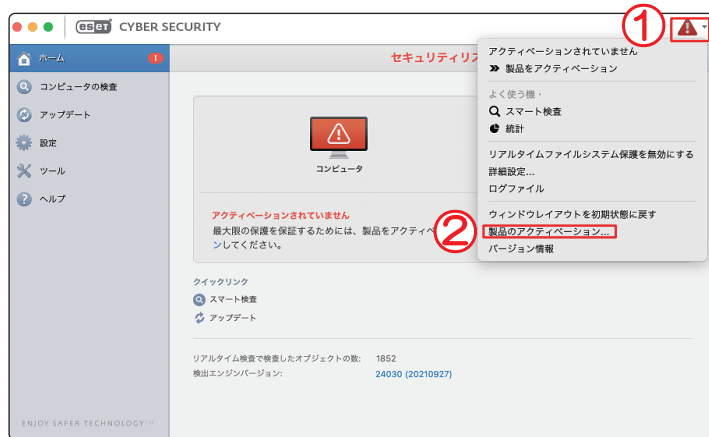 ①
eset CYBER SECURITY
ホーム 1
コンピュータの検査
アップデート
設定
ツール
ヘルプ
ENJOY SAFER TECHNOLOGY™
セキュリティリス
コンピュータ
アクティベーションされていません
最大限の保護を保証するためには、製品をアクティベ
ンしてください。
クイックリンク
スマート検査
アップデート
リアルタイム検査で検査したオブジェクトの数: 1852
検出エンジンバージョン: 24030 (20210927)
アクティベーションされていません
製品をアクティベーション
よく使う機・
スマート検査
統計
リアルタイムファイルシステム保護を無効にする
詳細設定...
ログファイル
ウィンドウレイアウトを初期状態に戻す
② 製品のアクティベーション...
バージョン情報